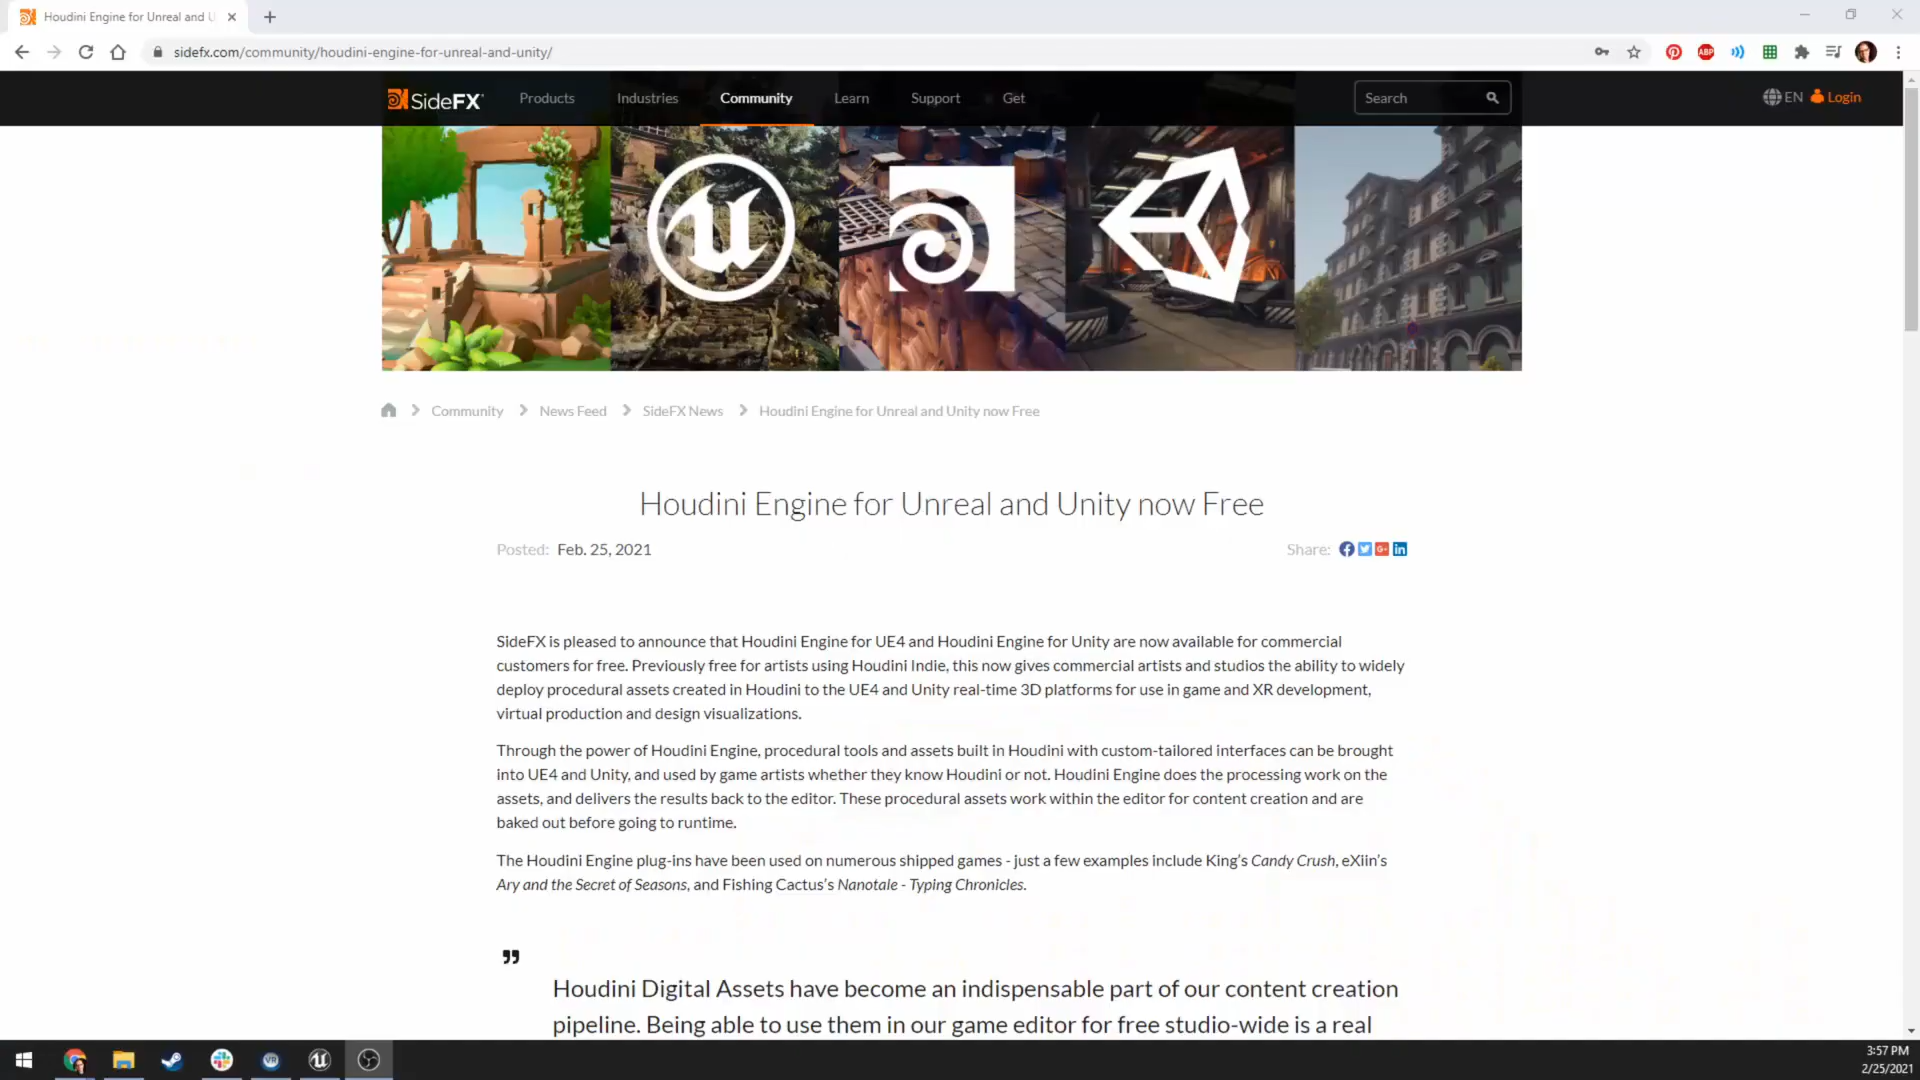 Houdini Engine for Unreal and U
sidefx.com/community/houdini-engine-for-unreal-and-unity/
ABP
SideFX
Products
Industries
Community
Learn
Support
Get
Search
EN
Login
Community
News Feed
SideFX News
Houdini Engine for Unreal and Unity now Free
Houdini Engine for Unreal and Unity now Free
Posted: Feb. 25, 2021
Share:
SideFX is pleased to announce that Houdini Engine for UE4 and Houdini Engine for Unity are now available for commercial
customers for free. Previously free for artists using Houdini Indie, this now gives commercial artists and studios the ability to widely
deploy procedural assets created in Houdini to the UE4 and Unity real-time 3D platforms for use in game and XR development,
virtual production and design visualizations.
Through the power of Houdini Engine, procedural tools and assets built in Houdini with custom-tailored interfaces can be brought
into UE4 and Unity, and used by game artists whether they know Houdini or not. Houdini Engine does the processing work on the
assets, and delivers the results back to the editor. These procedural assets work within the editor for content creation and are
baked out before going to runtime.
The Houdini Engine plug-ins have been used on numerous shipped games - just a few examples include King's Candy Crush, eXiin's
Ary and the Secret of Seasons, and Fishing Cactus's Nanotale - Typing Chronicles.
”
Houdini Digital Assets have become an indispensable part of our content creation
pipeline. Being able to use them in our game editor for free studio-wide is a real
VR
3:57 PM
2/25/2021